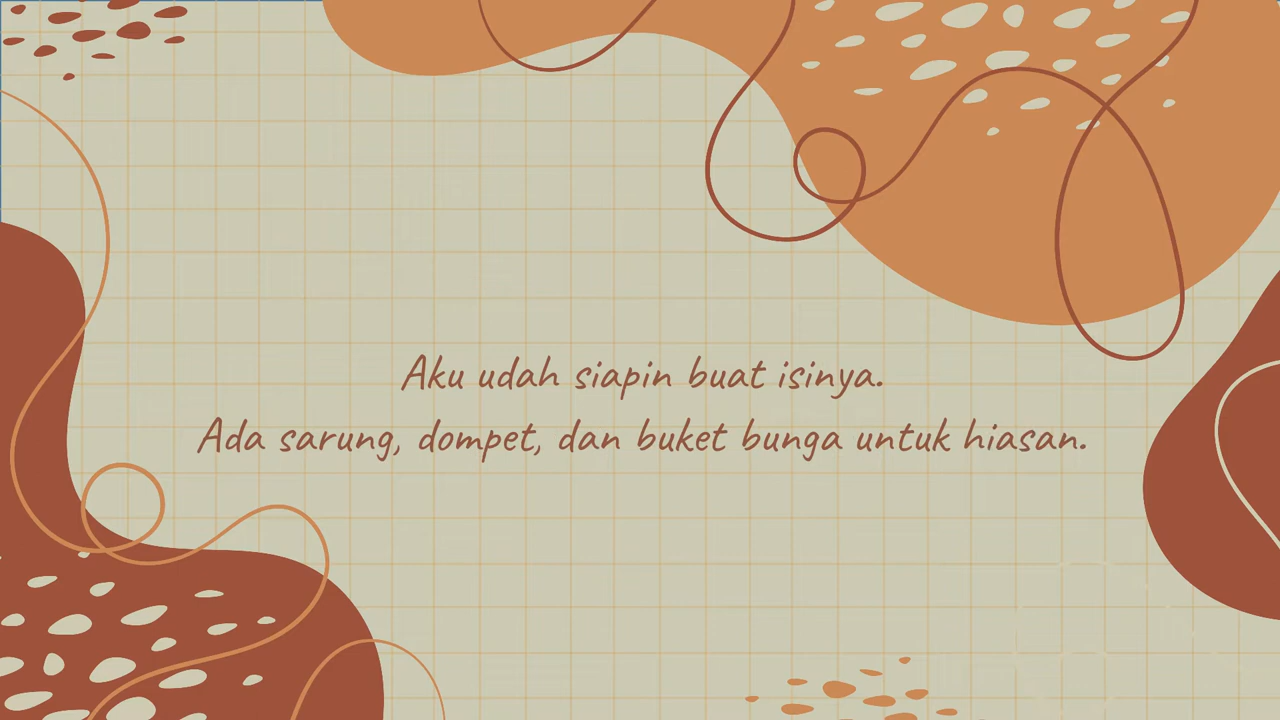 Aku udah siapin buat isinya.
Ada sarung, dompet, dan buket bunga untuk hiasan.